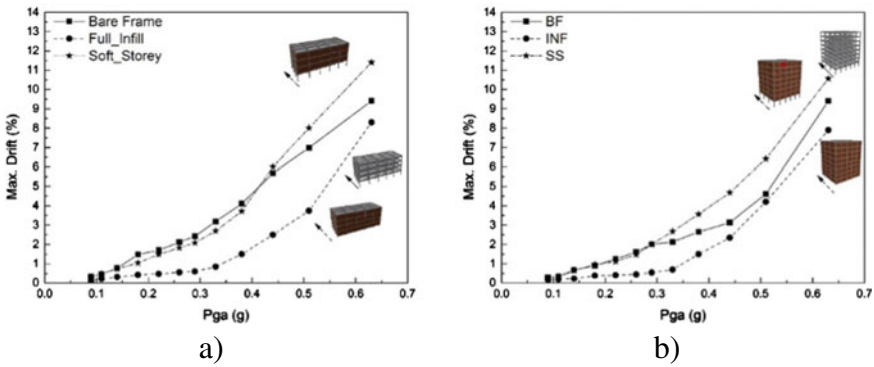 14
13
12
11
10
9
8
7
6
5
4
3
2
1
0
Max. Drift (%)
Bare Frame
Full_Infill
Soft_Storey
0.0 0.1 0.2 0.3 0.4 0.5 0.6 0.7
Pga (g)
a)
14
13
12
11
10
9
8
7
6
5
4
3
2
1
0
Max. Drift (%)
BF
INF
SS
0.0 0.1 0.2 0.3 0.4 0.5 0.6 0.7
Pga (g)
b)